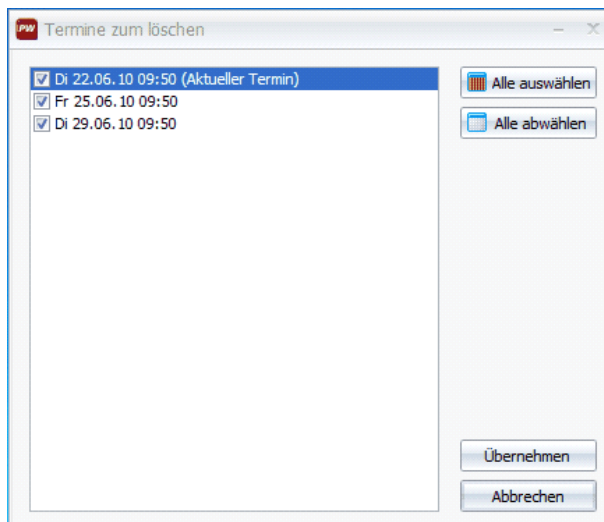 PW Termine zum löschen
Di 22.06.10 09:50 (Aktueller Termin)
Fr 25.06.10 09:50
Di 29.06.10 09:50
Alle auswählen
Alle abwählen
Übernehmen
Abbrechen